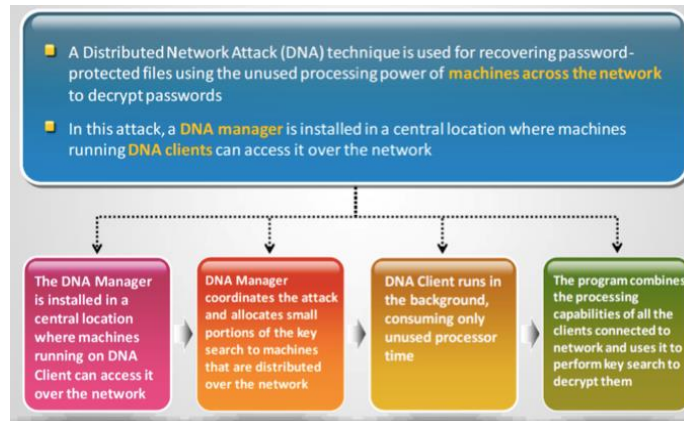 A Distributed Network Attack (DNA) technique is used for recovering password-
protected files using the unused processing power of machines across the network
to decrypt passwords
In this attack, a DNA manager is installed in a central location where machines
running DNA clients can access it over the network
The DNA Manager
is installed in a
central location
where machines
running on DNA
Client can access it
over the network
DNA Manager
coordinates the attack
and allocates small
portions of the key
search to machines
that are distributed
over the network
DNA Client runs in
the background,
consuming only
unused processor
time
The program combines
the processing
capabilities of all the
clients connected to
network and uses it to
perform key search to
decrypt them